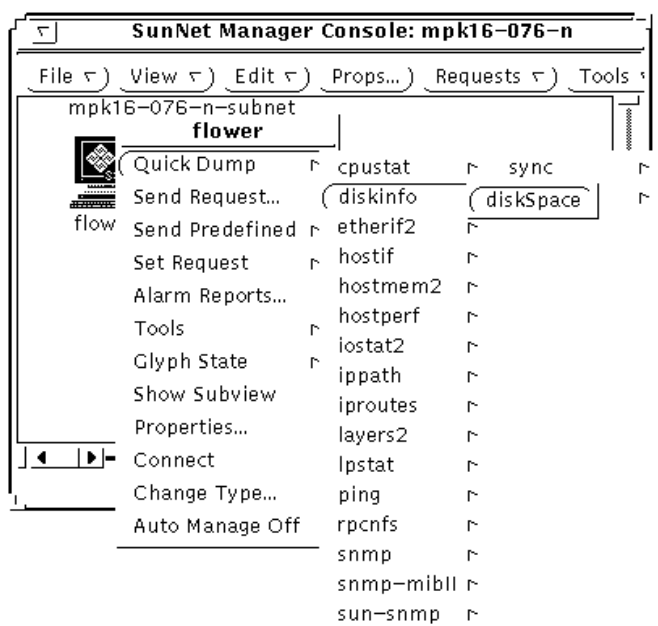 SunNet Manager Console: mpk16-076-n
File View Edit Props... Requests Tools
mpk16-076-n-subnet
flower
flow
Quick Dump
Send Request...
Send Predefined
Set Request
Alarm Reports...
Tools
Glyph State
Show Subview
Properties...
Connect
Change Type...
Auto Manage Off
cpustat
diskinfo
etherif2
hostif
hostmem2
hostperf
iostat2
ippath
iproutes
layers2
lpstat
ping
rpcnfs
snmp
snmp-mibII
sun-snmp
sync
diskSpace